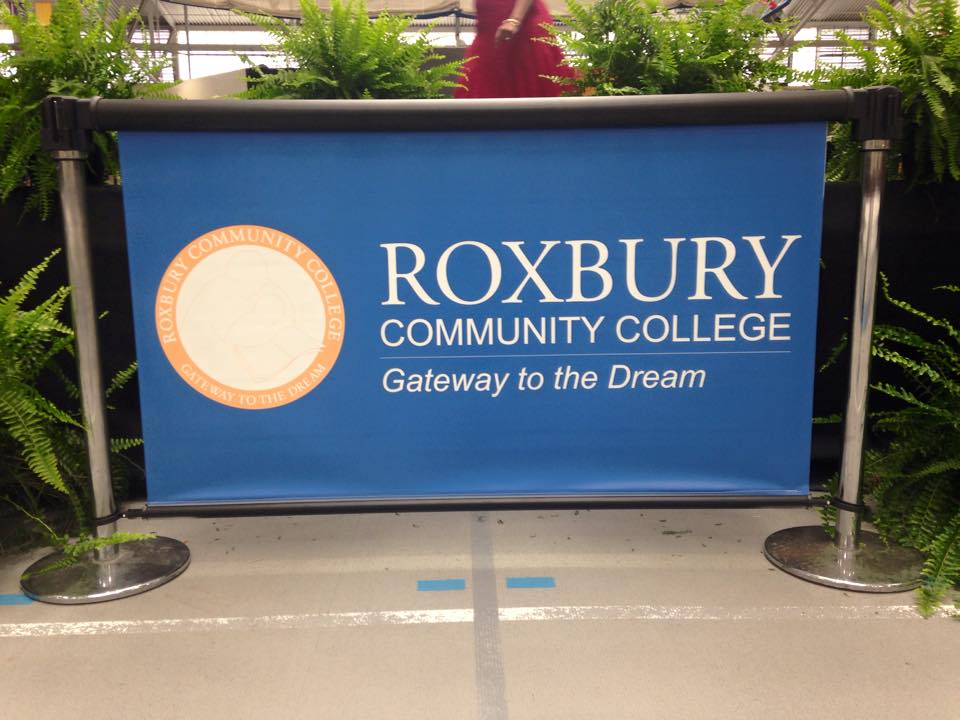 ROXBURY COMMUNITY COLLEGE
GATEWAY TO THE DREAM
ROXBURY
COMMUNITY COLLEGE
Gateway to the Dream